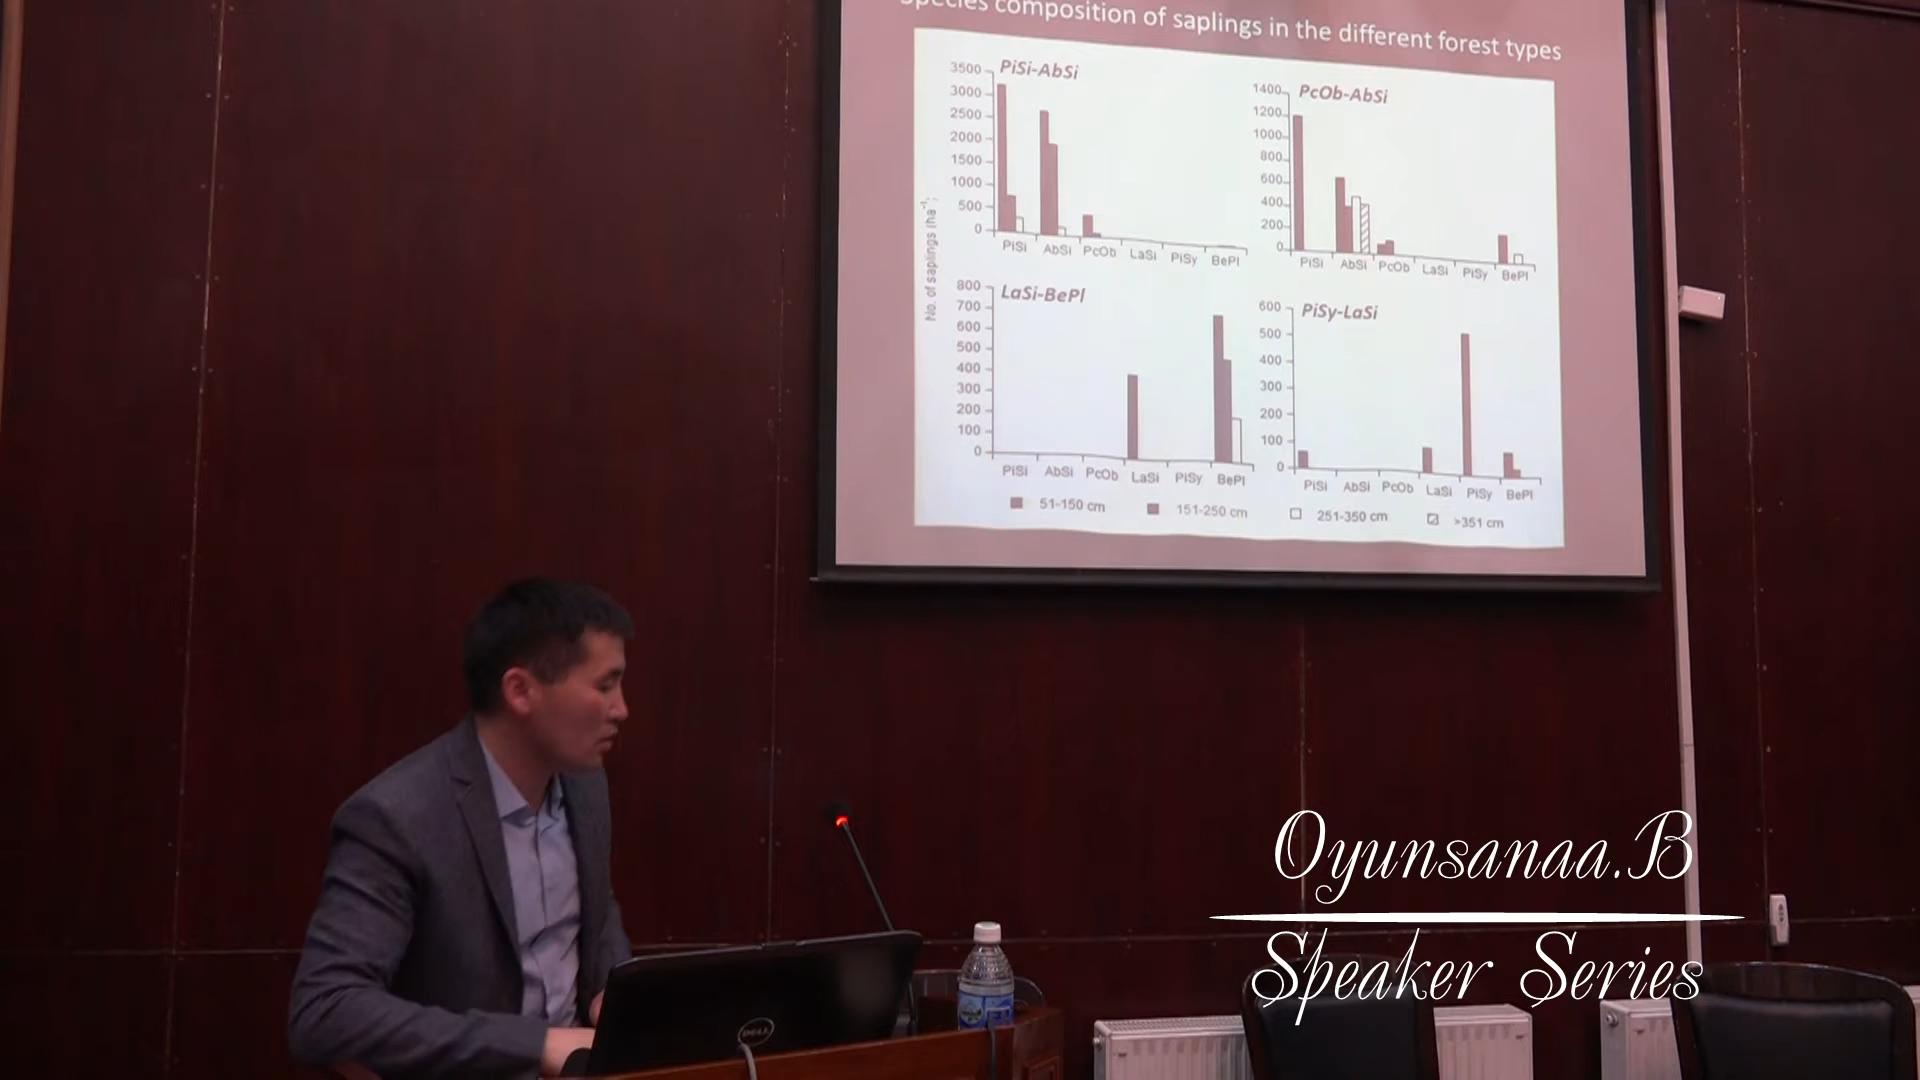 Species composition of saplings in the different forest types
PiSi-AbSi
3500
3000
2500
2000
1500
1000
500
0
PiSi AbSi PcOb LaSi PiSy BePl
PcOb-AbSi
1400
1200
1000
800
600
400
200
0
PiSi AbSi PcOb LaSi PiSy BePl
No. of saplings (ha⁻¹)
LaSi-BePl
800
700
600
500
400
300
200
100
0
PiSi AbSi PcOb LaSi PiSy BePl
PiSy-LaSi
600
500
400
300
200
100
0
PiSi AbSi PcOb LaSi PiSy BePl
51-150 cm 151-250 cm 251-350 cm >351 cm
DELL
Oyunsanaa.B
Speaker Series